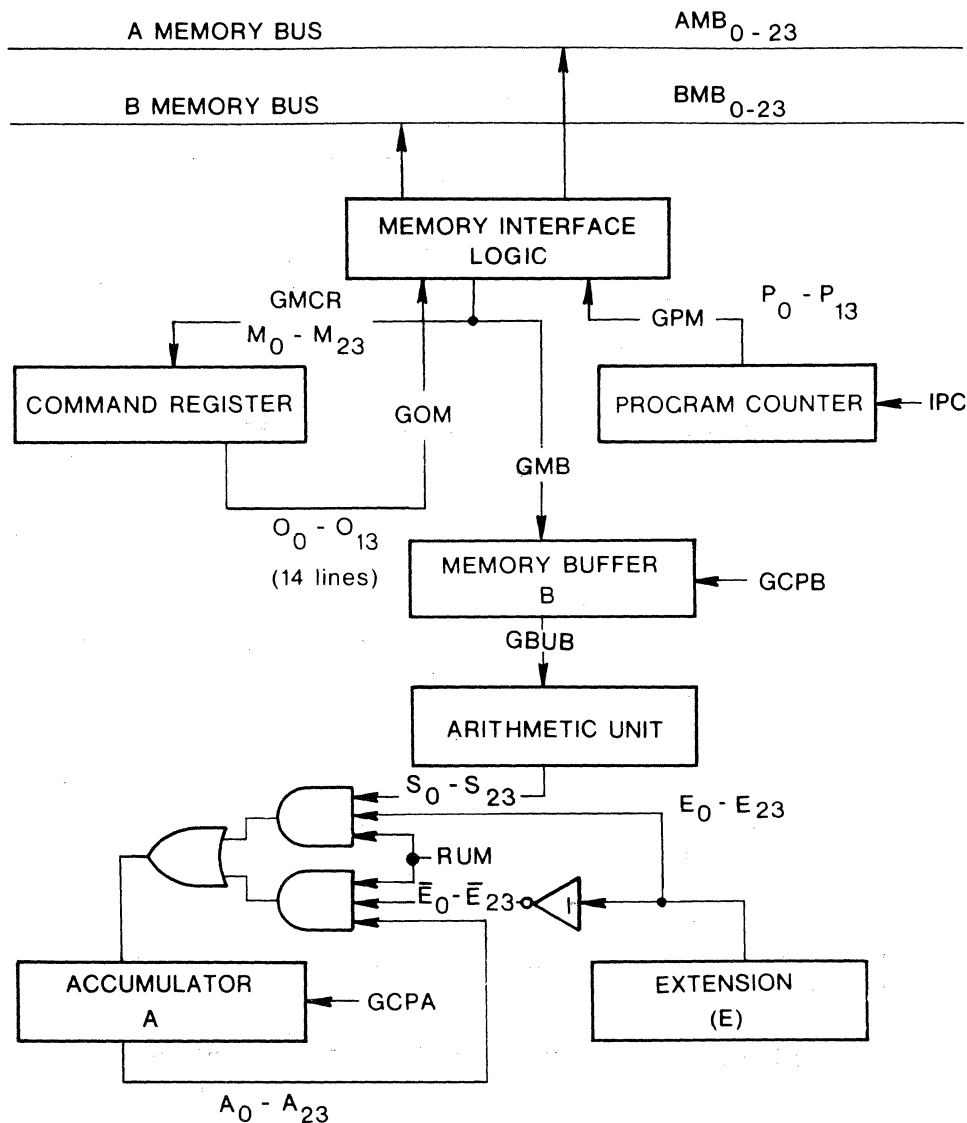 A MEMORY BUS
AMB0-23
B MEMORY BUS
BMB0-23
MEMORY INTERFACE
LOGIC
GMCR
M0 - M23
P0 - P13
GPM
COMMAND REGISTER
GOM
PROGRAM COUNTER
IPC
GMB
O0 - O13
(14 lines)
MEMORY BUFFER
B
GCPB
GBUB
ARITHMETIC UNIT
S0 - S23
E0 - E23
RUM
E̅0 - E̅23
I
ACCUMULATOR
A
GCPA
EXTENSION
(E)
A0 - A23